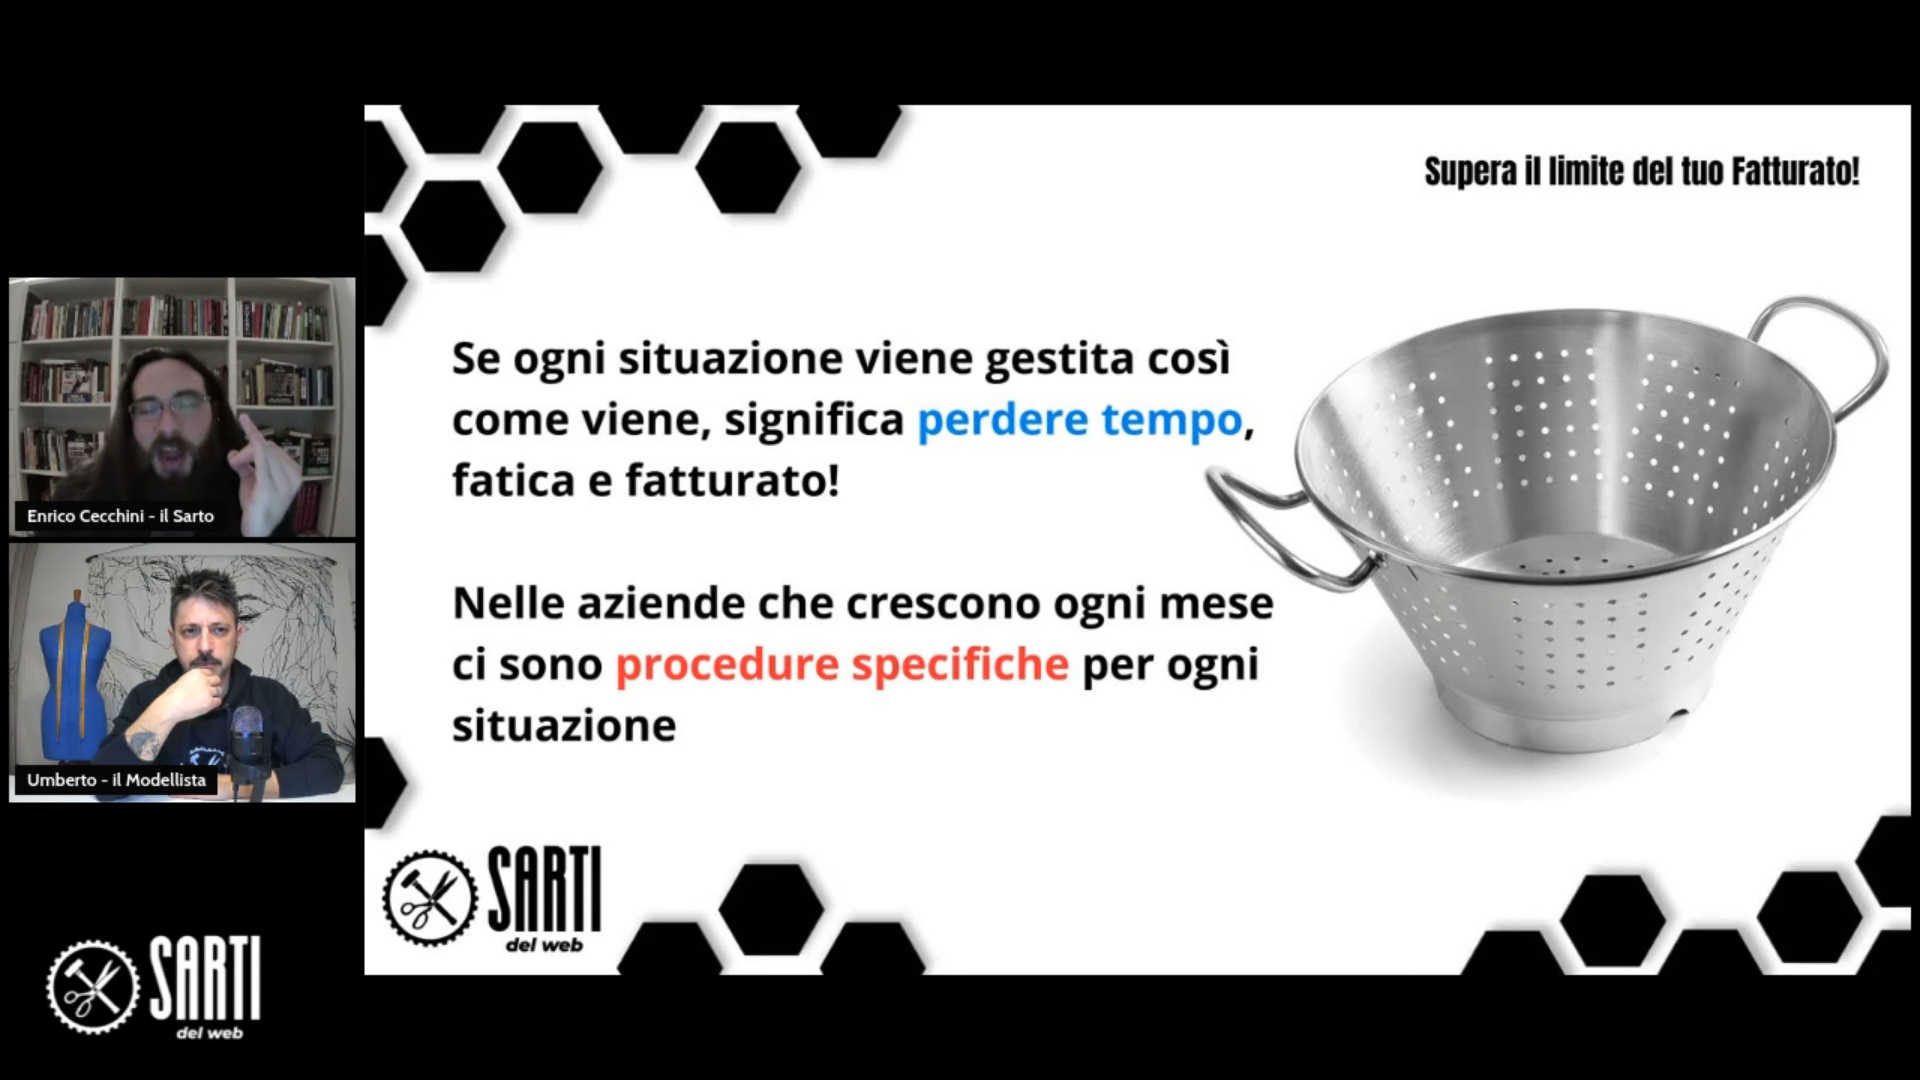 Supera il limite del tuo Fatturato!
Se ogni situazione viene gestita così
come viene, significa perdere tempo,
fatica e fatturato!
Nelle aziende che crescono ogni mese
ci sono procedure specifiche per ogni
situazione
Enrico Cecchini - il Sarto
Umberto - il Modellista
SARTI
del web
SARTI
del web